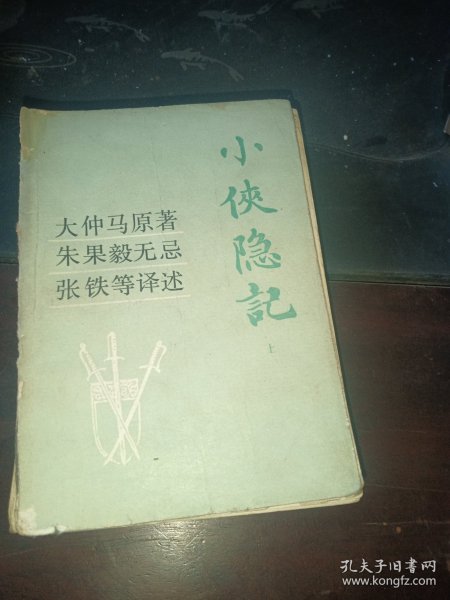 小侠隐記
上
大仲马原著
朱果毅无忌
张铁等译述
孔夫子旧书网
www.kongfz.com